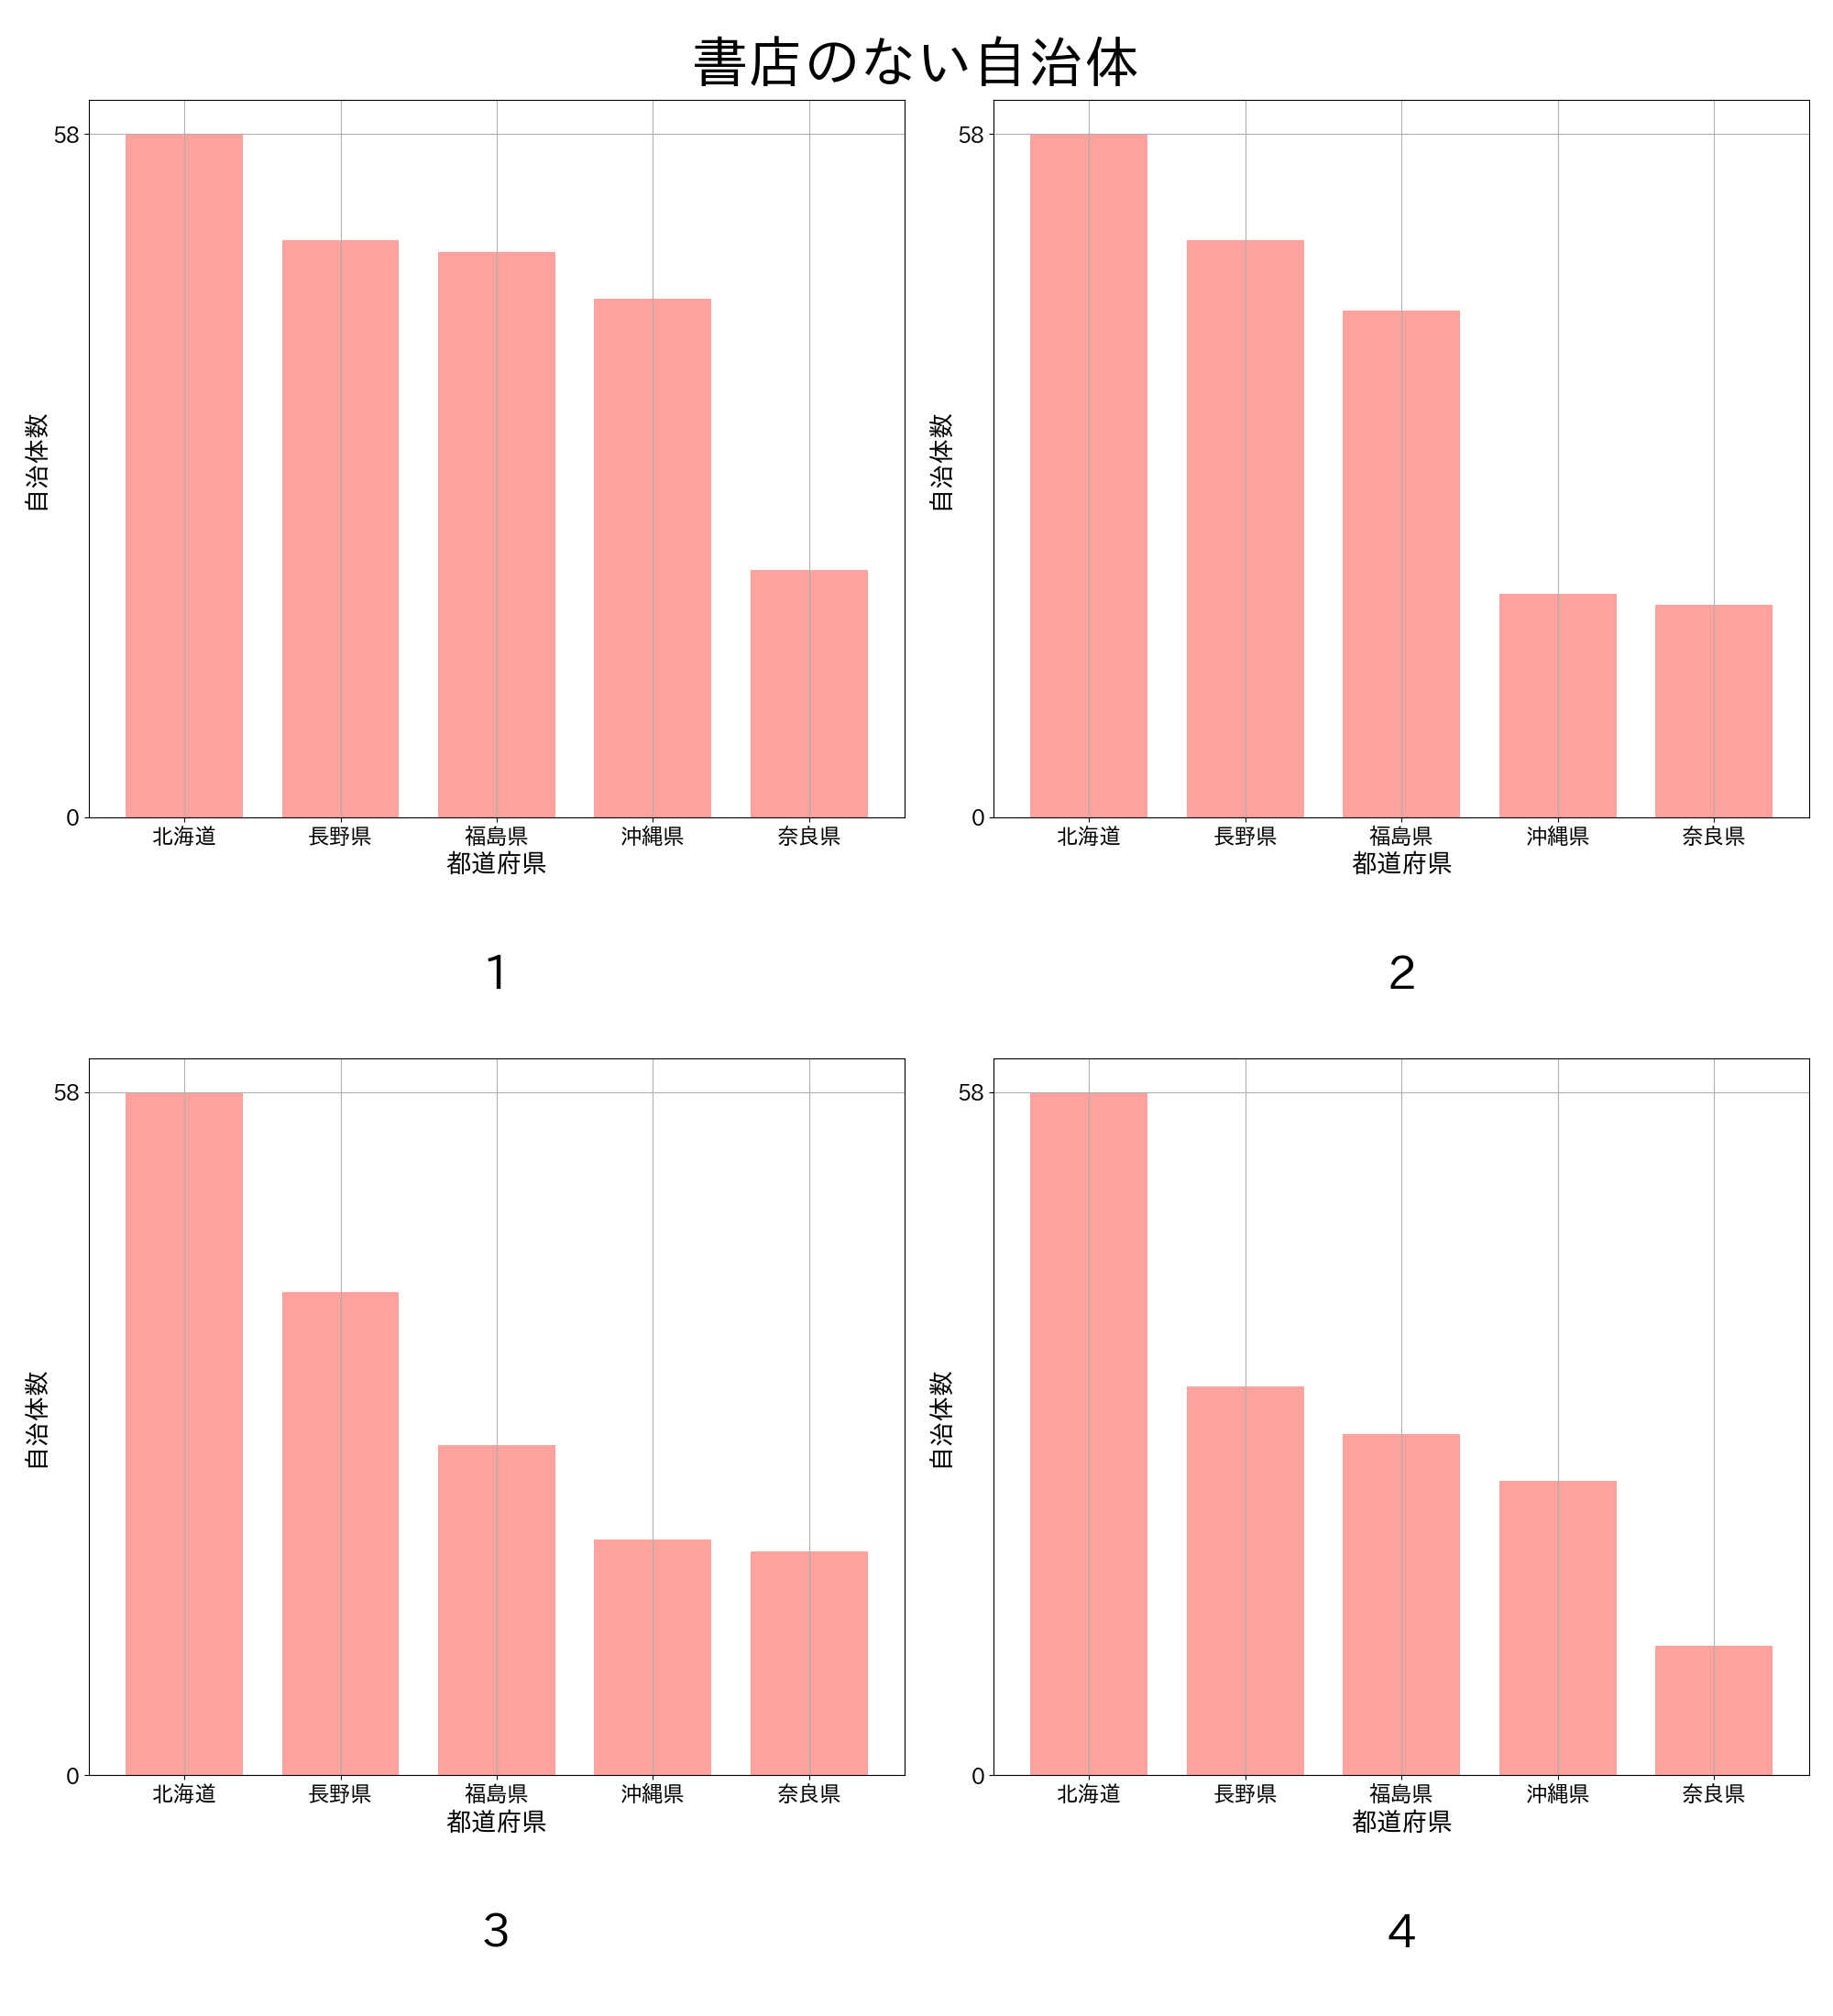 書店のない自治体
58
0
自治体数
北海道 長野県 福島県 沖縄県 奈良県
都道府県
1
58
0
自治体数
北海道 長野県 福島県 沖縄県 奈良県
都道府県
2
58
0
自治体数
北海道 長野県 福島県 沖縄県 奈良県
都道府県
3
58
0
自治体数
北海道 長野県 福島県 沖縄県 奈良県
都道府県
4